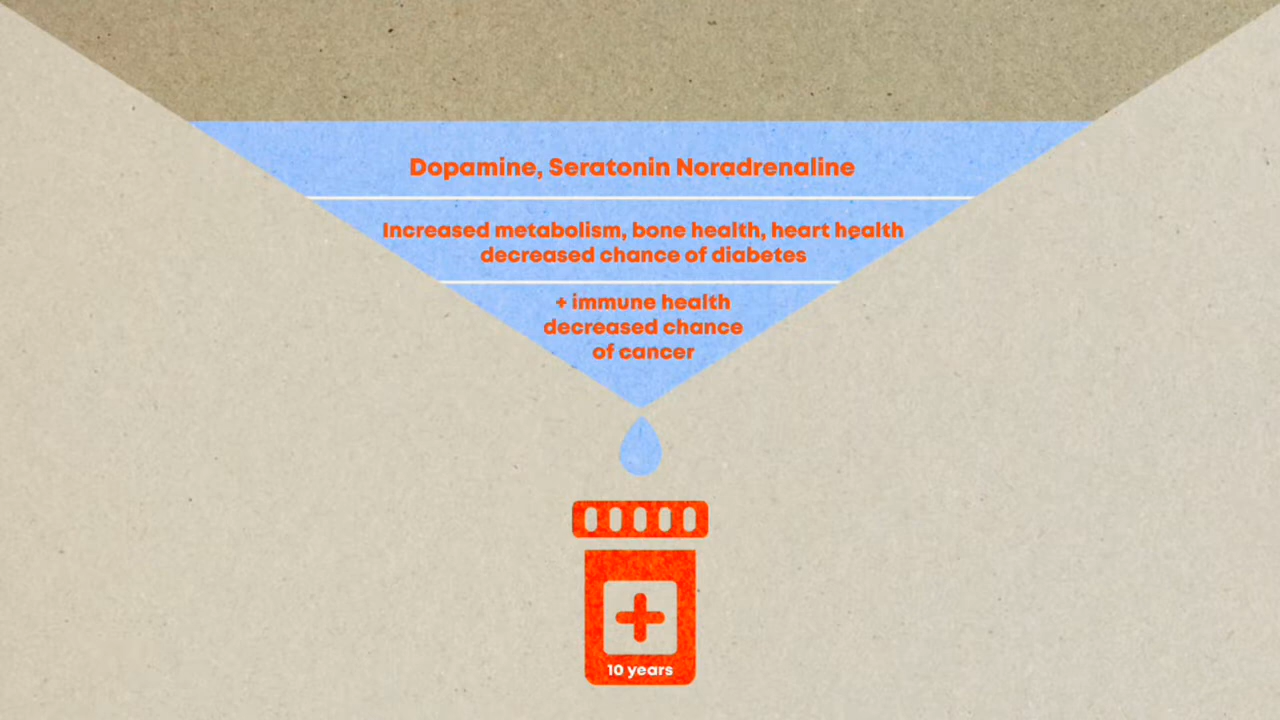 Dopamine, Seratonin Noradrenaline
Increased metabolism, bone health, heart health
decreased chance of diabetes
+ immune health
decreased chance
of cancer
10 years